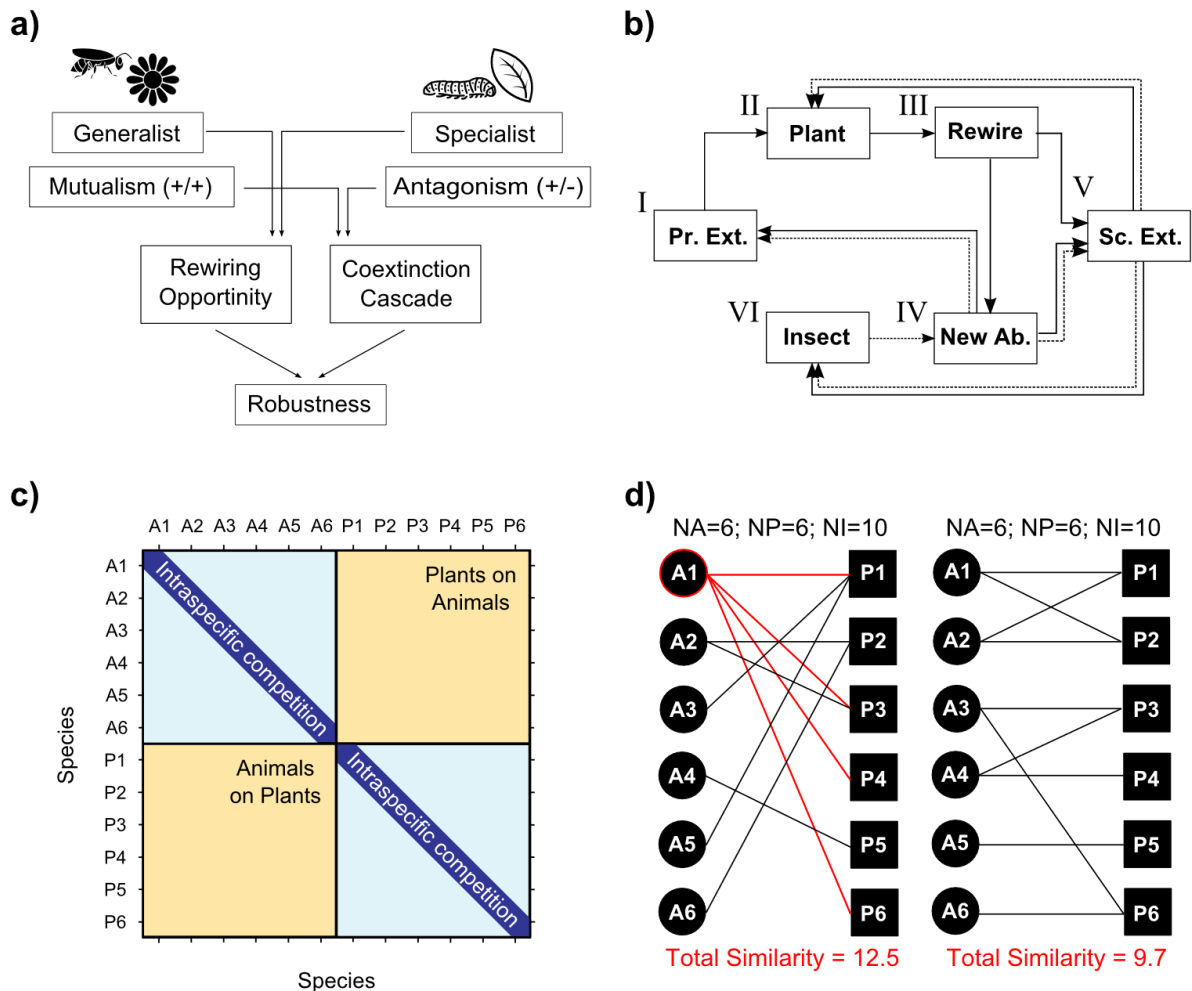 a)
Generalist
Specialist
Mutualism (+/+)
Antagonism (+/-)
Rewiring
Opportinity
Coextinction
Cascade
Robustness
b)
II
Plant
III
Rewire
I
Pr. Ext.
V
Sc. Ext.
VI
Insect
IV
New Ab.
c)
A1 A2 A3 A4 A5 A6 P1 P2 P3 P4 P5 P6
A1
A2
A3
A4
A5
A6
P1
P2
P3
P4
P5
P6
Species
Intraspecific competition
Plants on
Animals
Animals
on Plants
Intraspecific competition
Species
d)
NA=6; NP=6; NI=10
A1 P1
A2 P2
A3 P3
A4 P4
A5 P5
A6 P6
Total Similarity = 12.5
NA=6; NP=6; NI=10
A1 P1
A2 P2
A3 P3
A4 P4
A5 P5
A6 P6
Total Similarity = 9.7